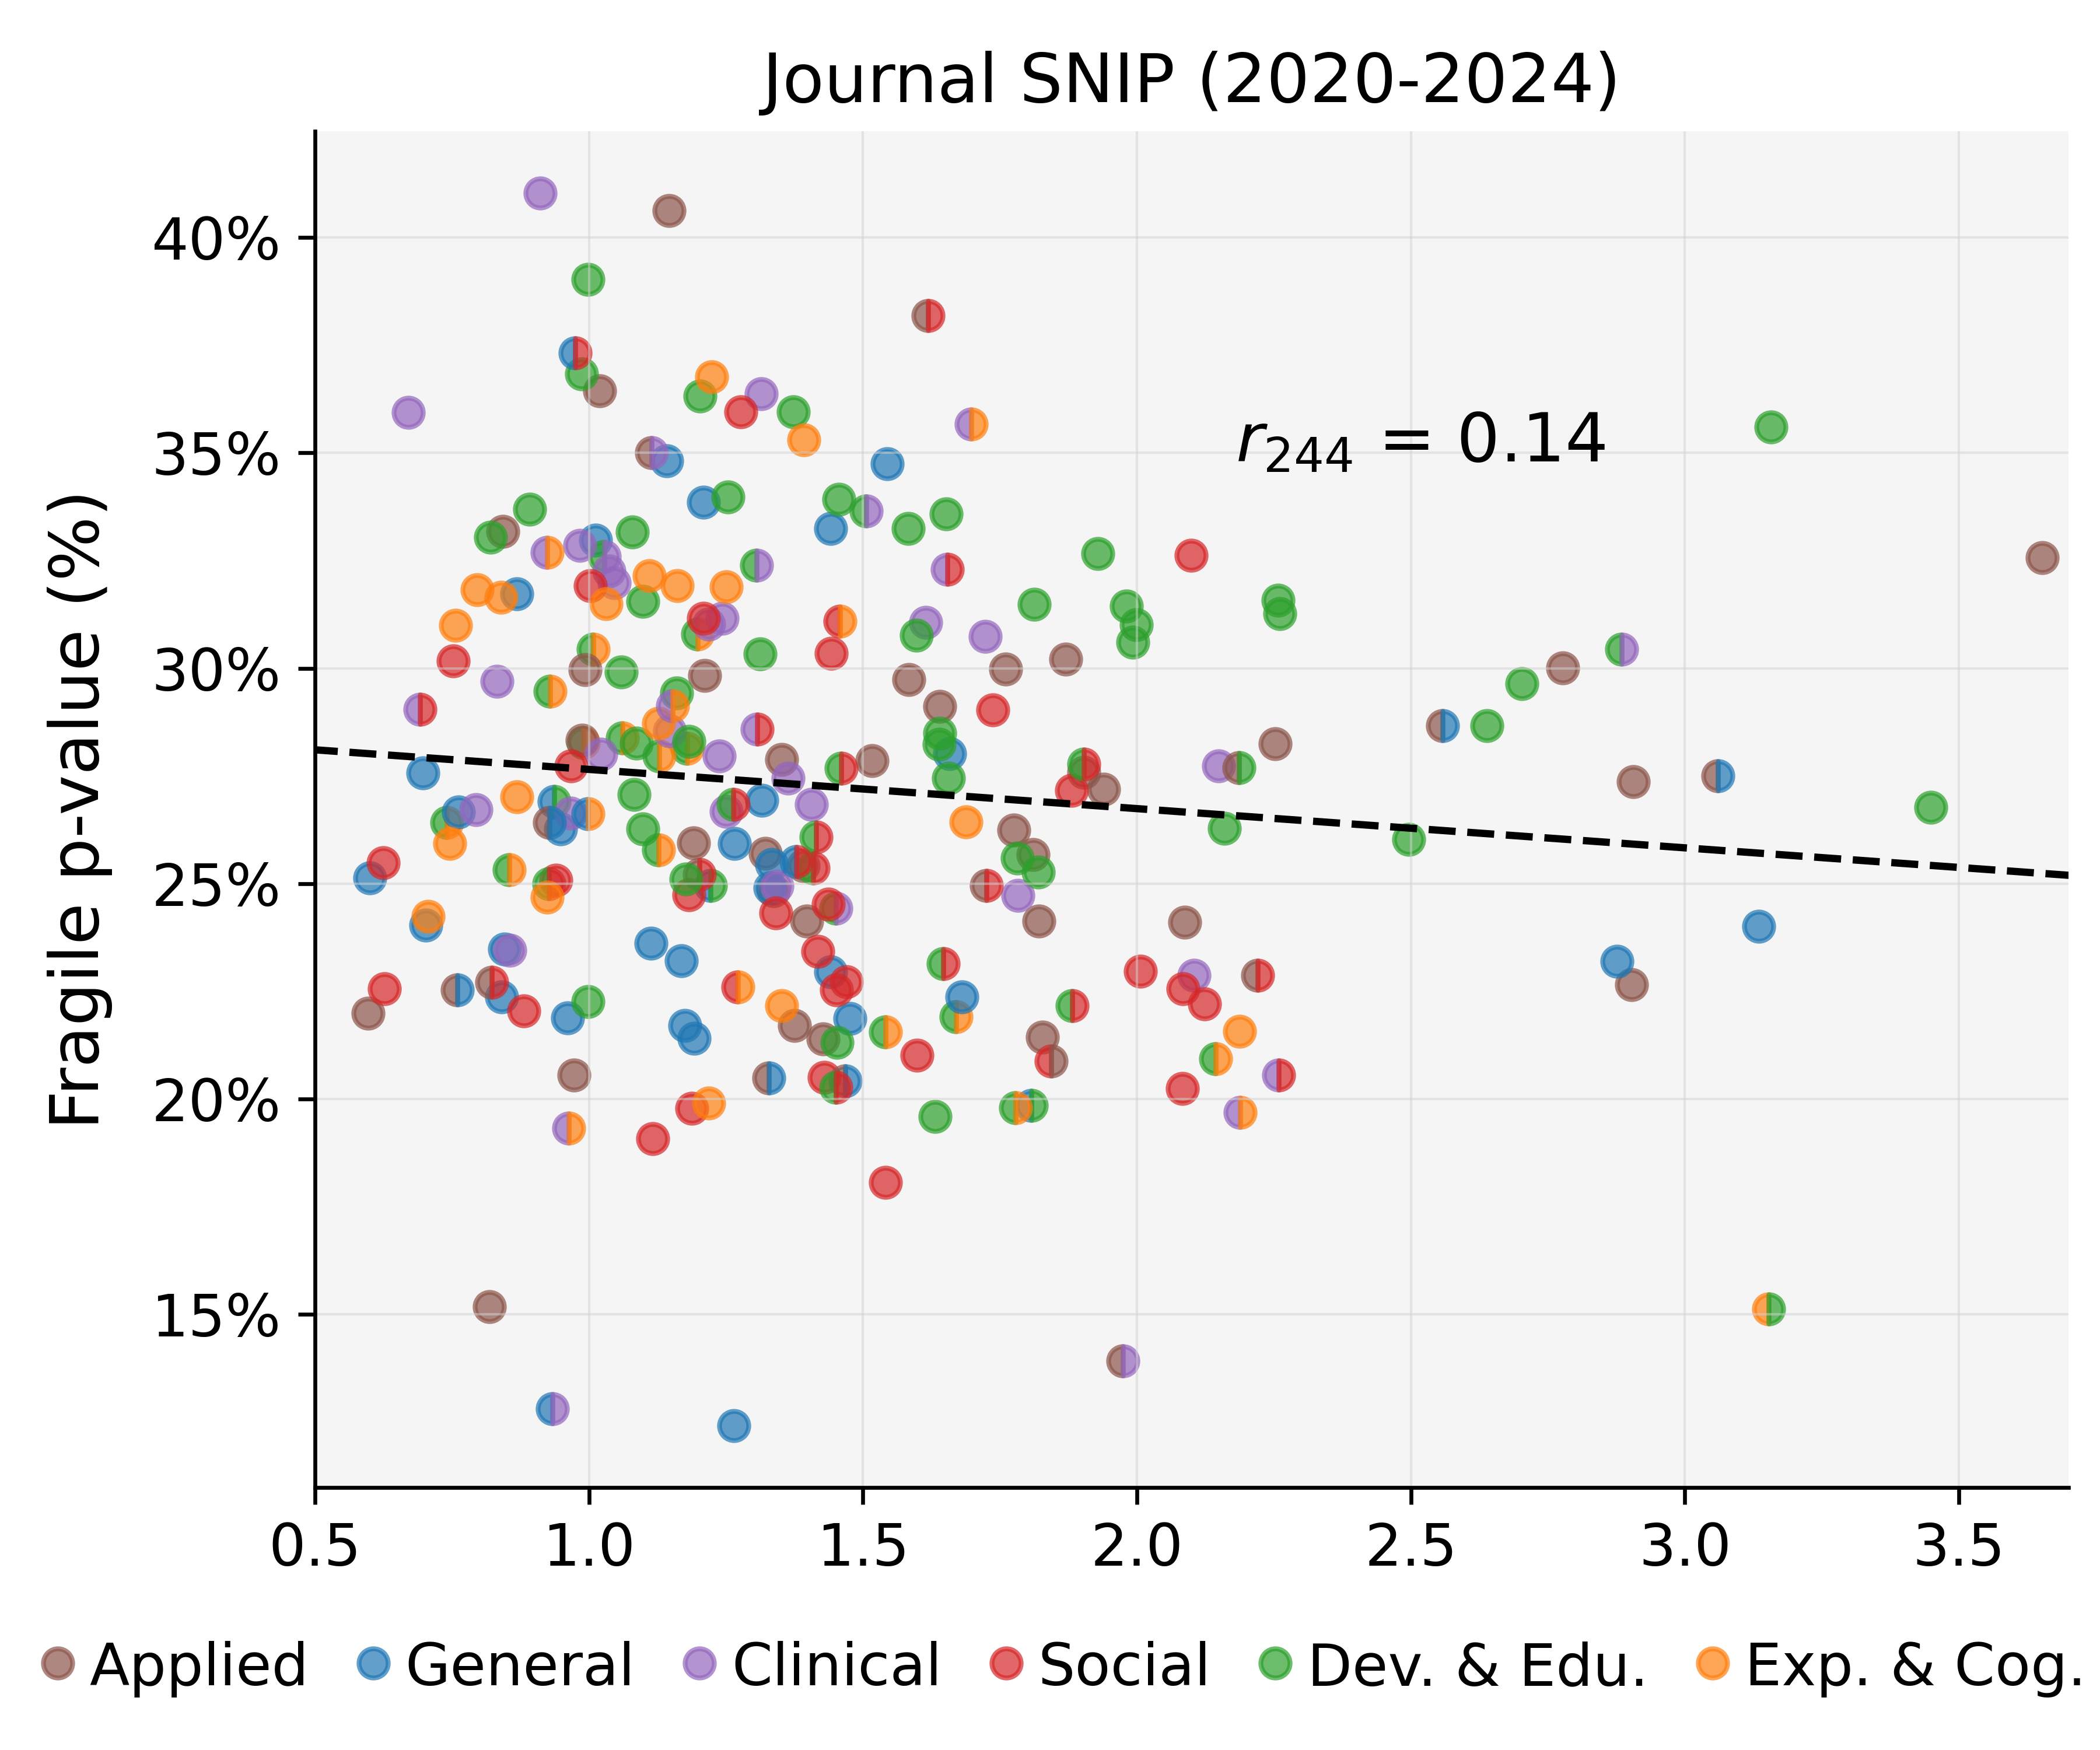 Journal SNIP (2020-2024)
Fragile p-value (%)
40%
35%
30%
25%
20%
15%
r₂₄₄ = 0.14
0.5 1.0 1.5 2.0 2.5 3.0 3.5
Applied General Clinical Social Dev. & Edu. Exp. & Cog.